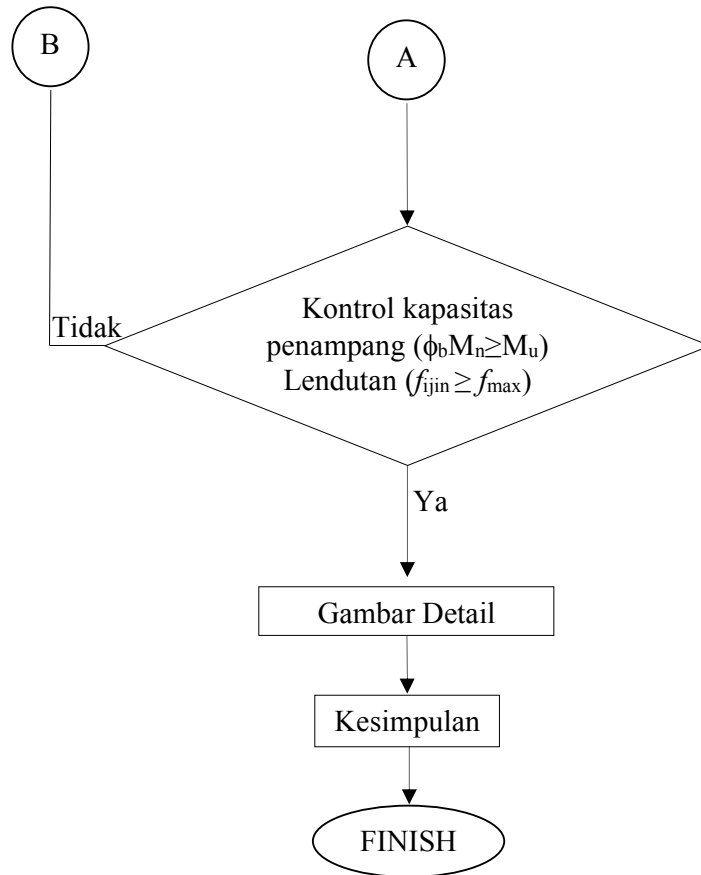 B
A
Kontrol kapasitas
penampang (ϕbMn≥Mu)
Lendutan (fijin ≥ fmax)
Tidak
Ya
Gambar Detail
Kesimpulan
FINISH